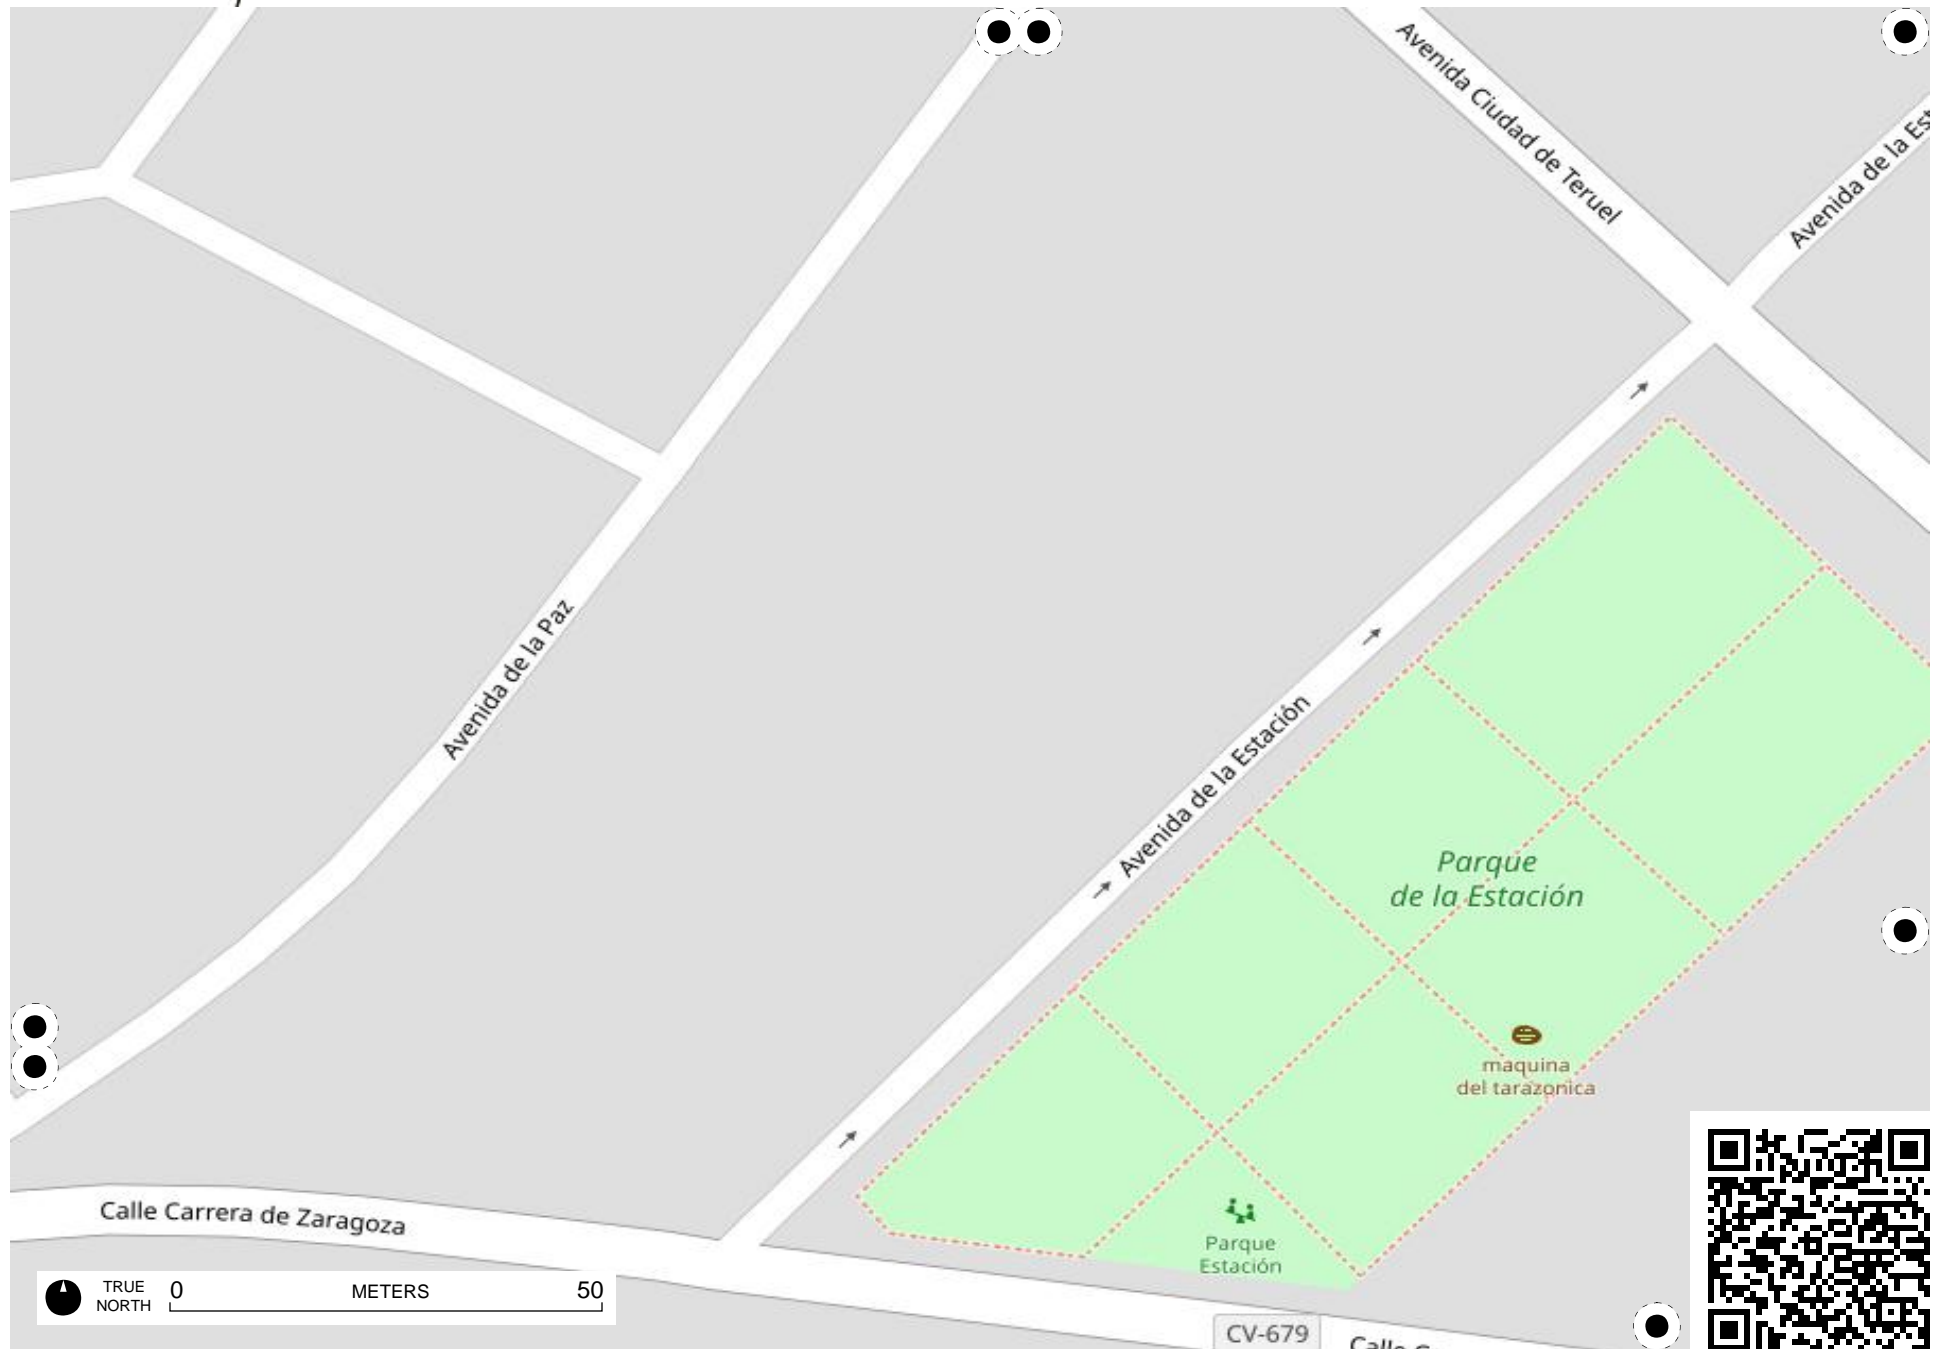 Avenida Ciudad de Teruel
Avenida de la Est
Avenida de la Paz
Avenida de la Estación
Parque
de la Estación
maquina
del tarazonica
Parque
Estación
Calle Carrera de Zaragoza
TRUE
NORTH
0 METERS 50
CV-679